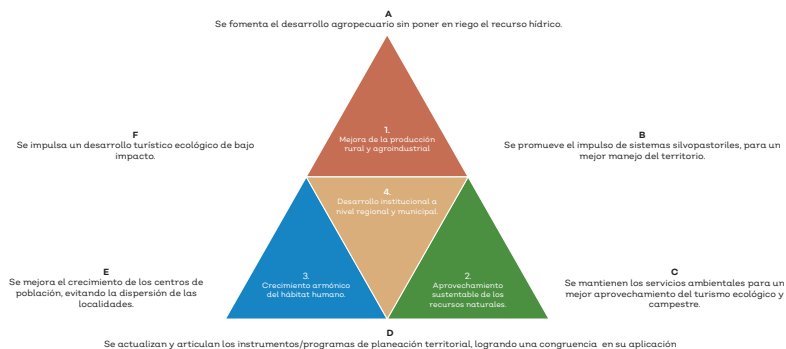 A
Se fomenta el desarrollo agropecuario sin poner en riego el recurso hídrico.
F
Se impulsa un desarrollo turístico ecológico de bajo
impacto.
1.
Mejora de la producción
rural y agroindustrial
B
Se promueve el impulso de sistemas silvopastoriles, para un
mejor manejo del territorio.
4.
Desarrollo institucional a
nivel regional y municipal.
E
Se mejora el crecimiento de los centros de
población, evitando la dispersión de las
localidades.
3.
Crecimiento armónico
del hábitat humano.
2.
Aprovechamiento
sustentable de los
recursos naturales.
C
Se mantienen los servicios ambientales para un
mejor aprovechamiento del turismo ecológico y
campestre.
D
Se actualizan y articulan los instrumentos/programas de planeación territorial, logrando una congruencia en su aplicación